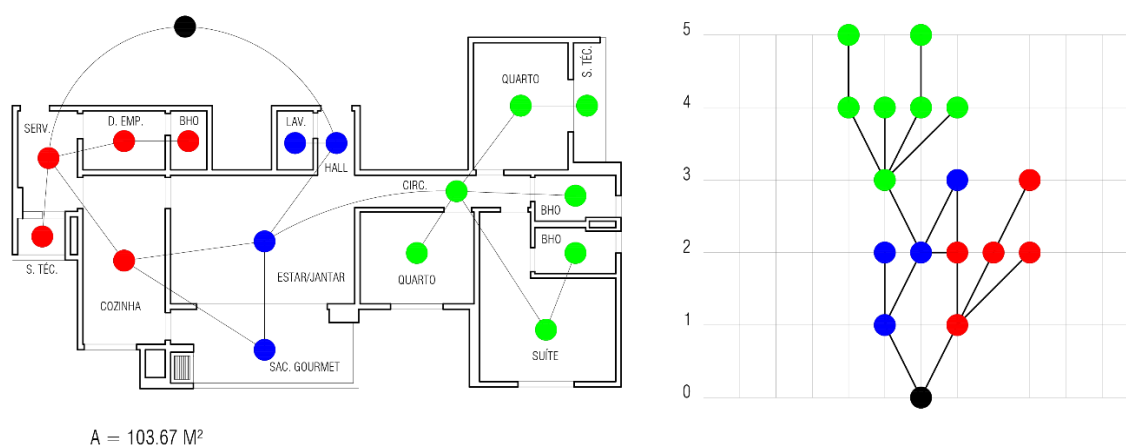 SERV.
D. EMP.
BHO
LAV.
HALL
QUARTO
S. TÉC.
CIRC.
BHO
BHO
S. TÉC.
COZINHA
ESTAR/JANTAR
QUARTO
SUÍTE
SAC. GOURMET
A = 103.67 M²
5
4
3
2
1
0